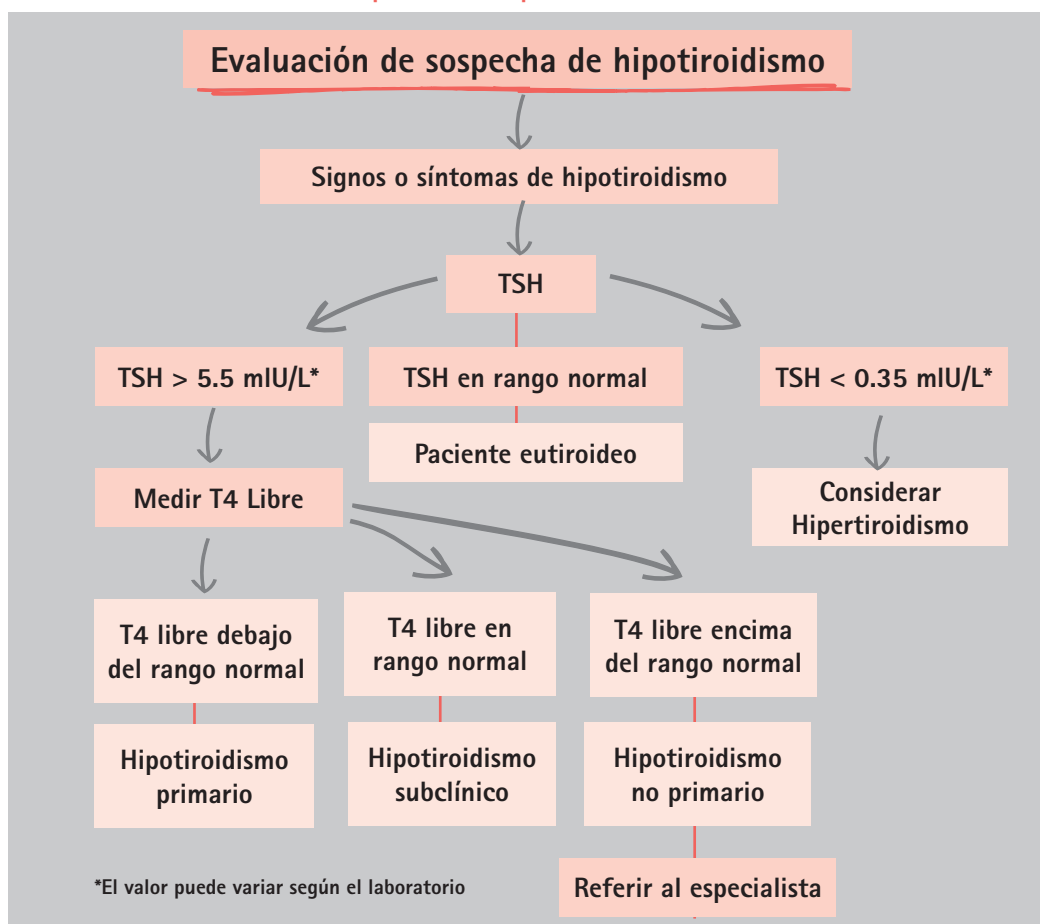 Evaluación de sospecha de hipotiroidismo
Signos o síntomas de hipotiroidismo
TSH
TSH > 5.5 mIU/L*
TSH en rango normal
TSH < 0.35 mIU/L*
Paciente eutiroideo
Medir T4 Libre
Considerar
Hipertiroidismo
T4 libre debajo
del rango normal
T4 libre en
rango normal
T4 libre encima
del rango normal
Hipotiroidismo
primario
Hipotiroidismo
subclínico
Hipotiroidismo
no primario
*El valor puede variar según el laboratorio
Referir al especialista